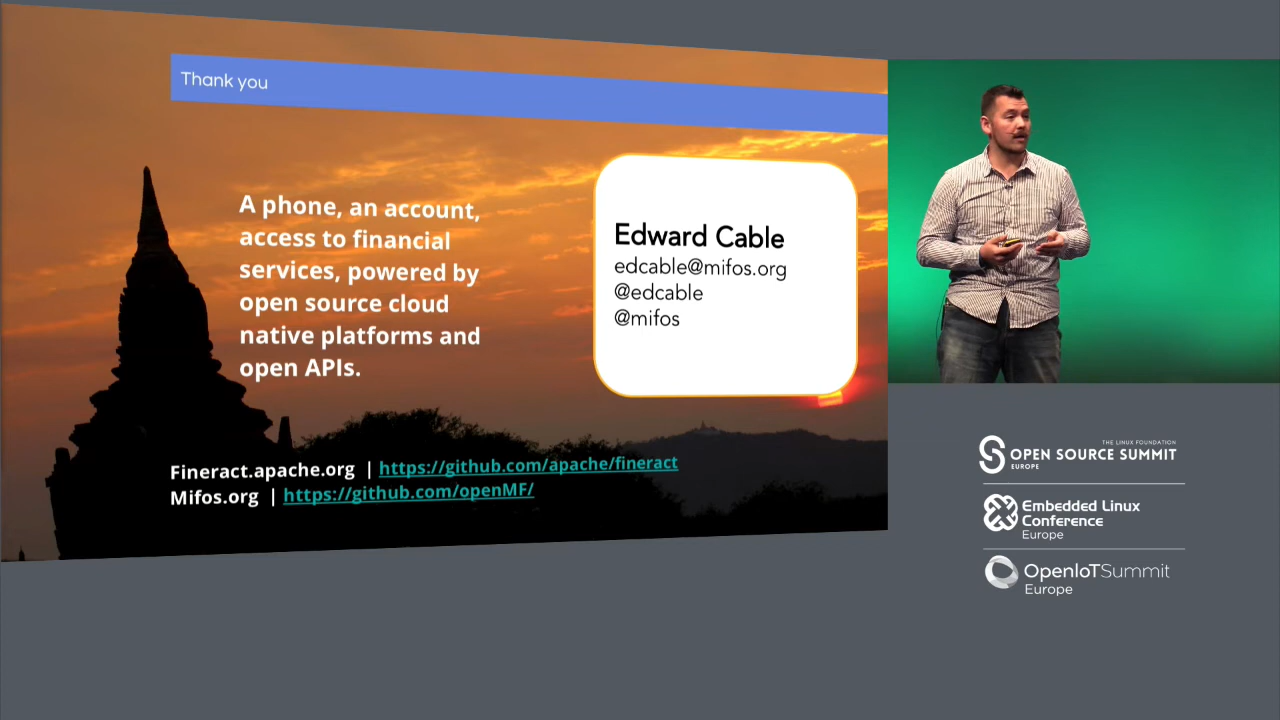 Thank you
A phone, an account,
access to financial
services, powered by
open source cloud
native platforms and
open APIs.
Edward Cable
edcable@mifos.org
@edcable
@mifos
Fineract.apache.org | https://github.com/apache/fineract
Mifos.org | https://github.com/openMF/
THE LINUX FOUNDATION
OPEN SOURCE SUMMIT
EUROPE
Embedded Linux
Conference
Europe
OpenIoTSummit
Europe